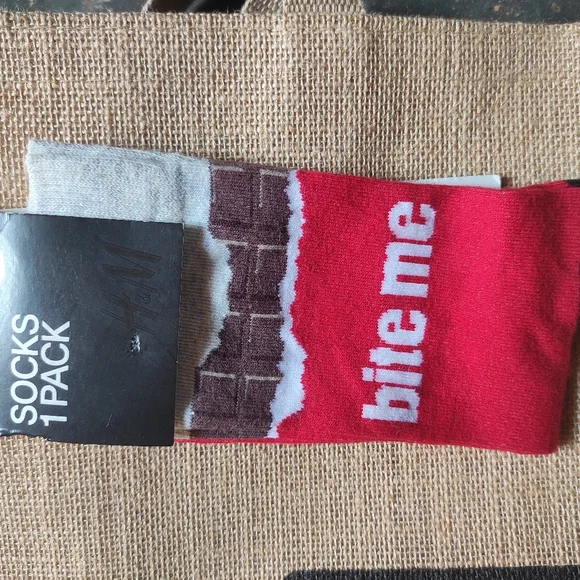 H&M
SOCKS
1 PACK
bite me